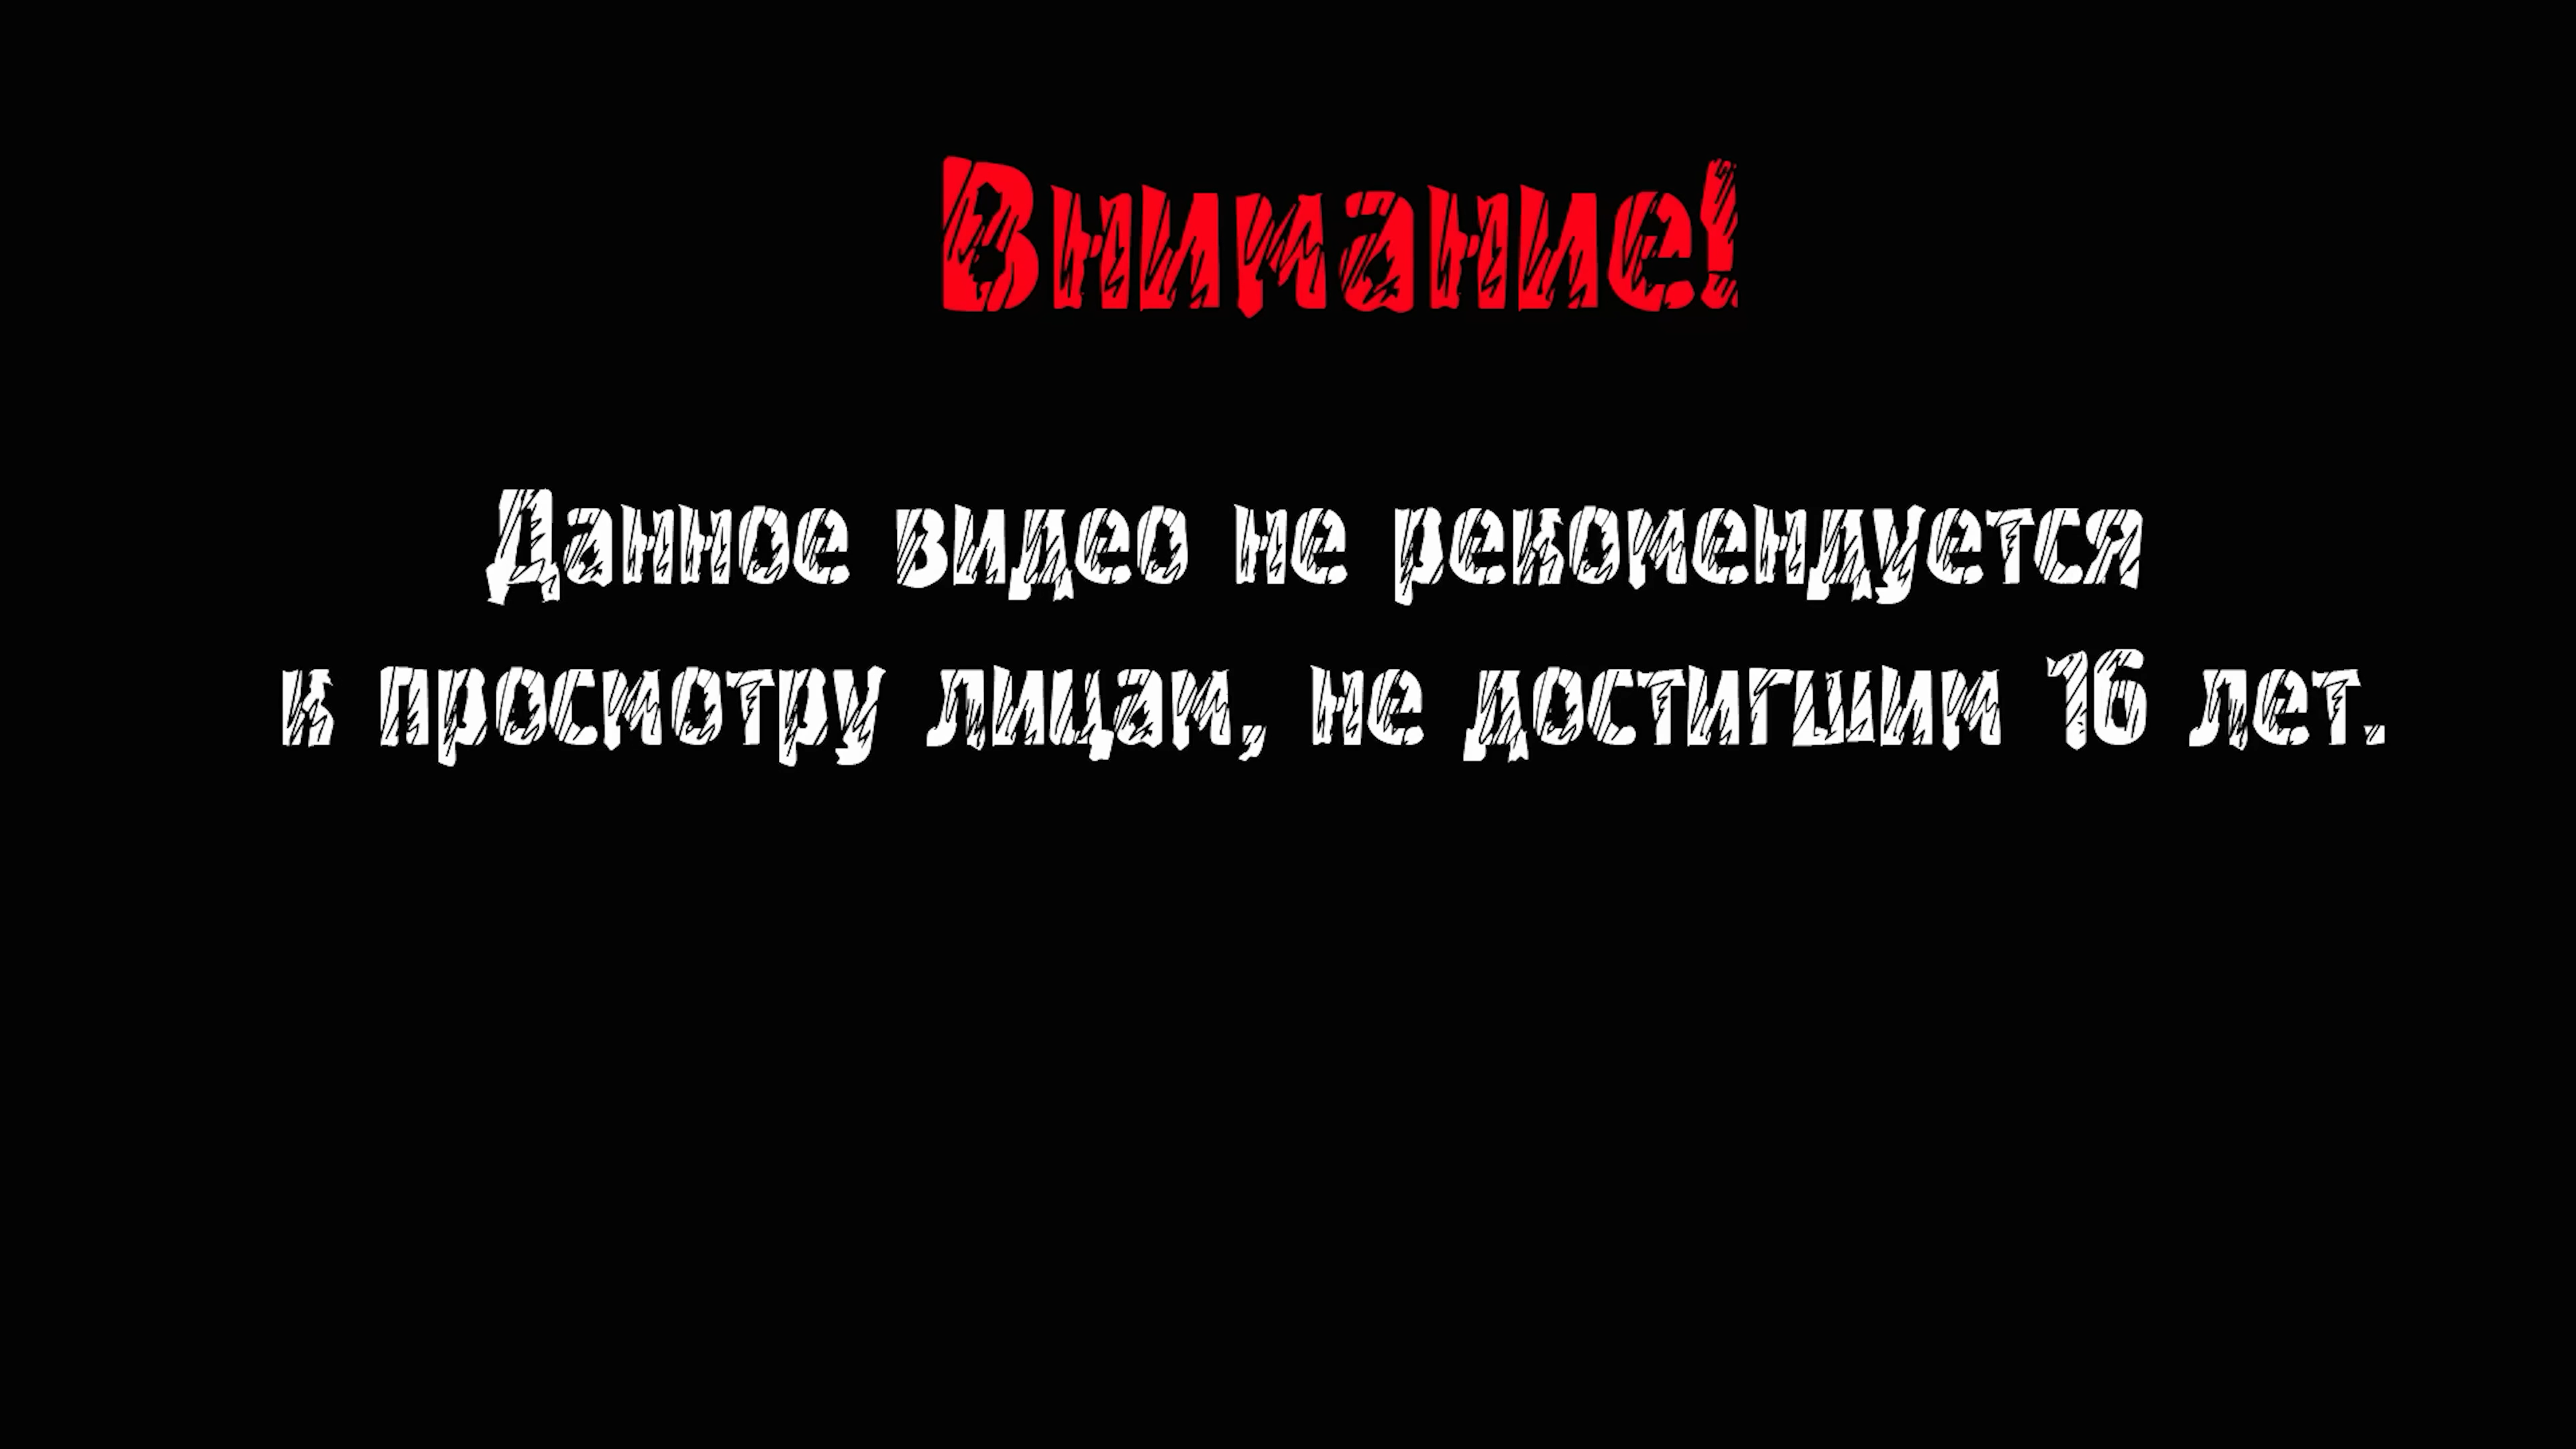 Внимание!
Данное видео не рекомендуется
к просмотру лицам, не достигшим 16 лет.